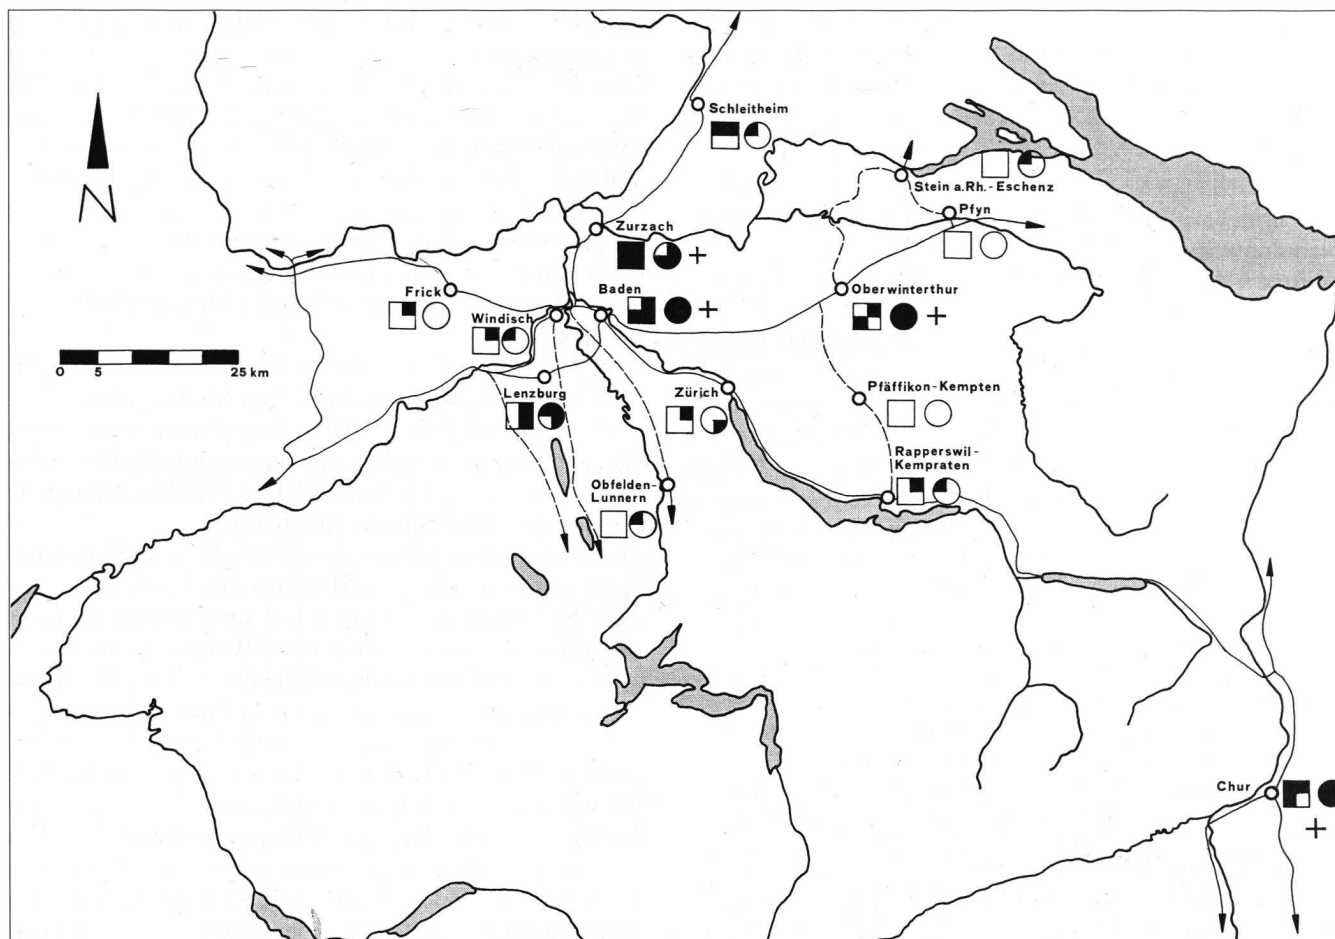 Schleitheim
Stein a.Rh.-Eschenz
Pfyn
Zurzach
Frick
Baden
Oberwinterthur
Windisch
N
0 5 25 km
Lenzburg
Zürich
Pfäffikon-Kempten
Rapperswil-
Kempraten
Obfelden-
Lunnern
Chur